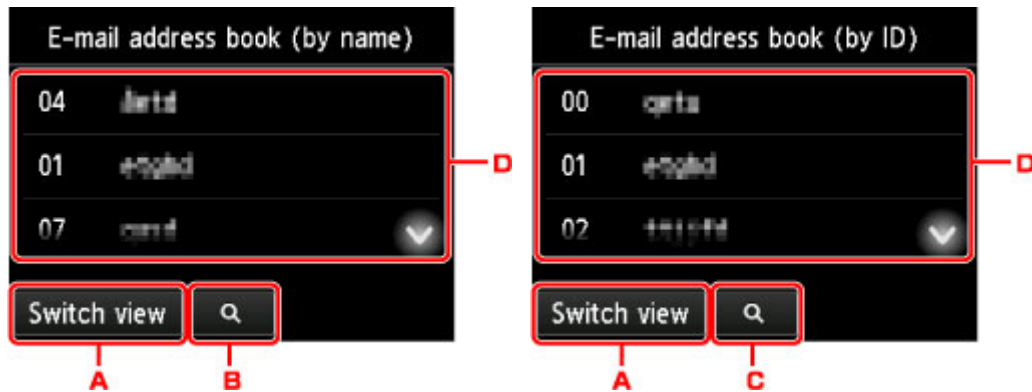 E-mail address book (by name)
04
01
07
D
Switch view
A
B
E-mail address book (by ID)
00
01
02
D
Switch view
A
C